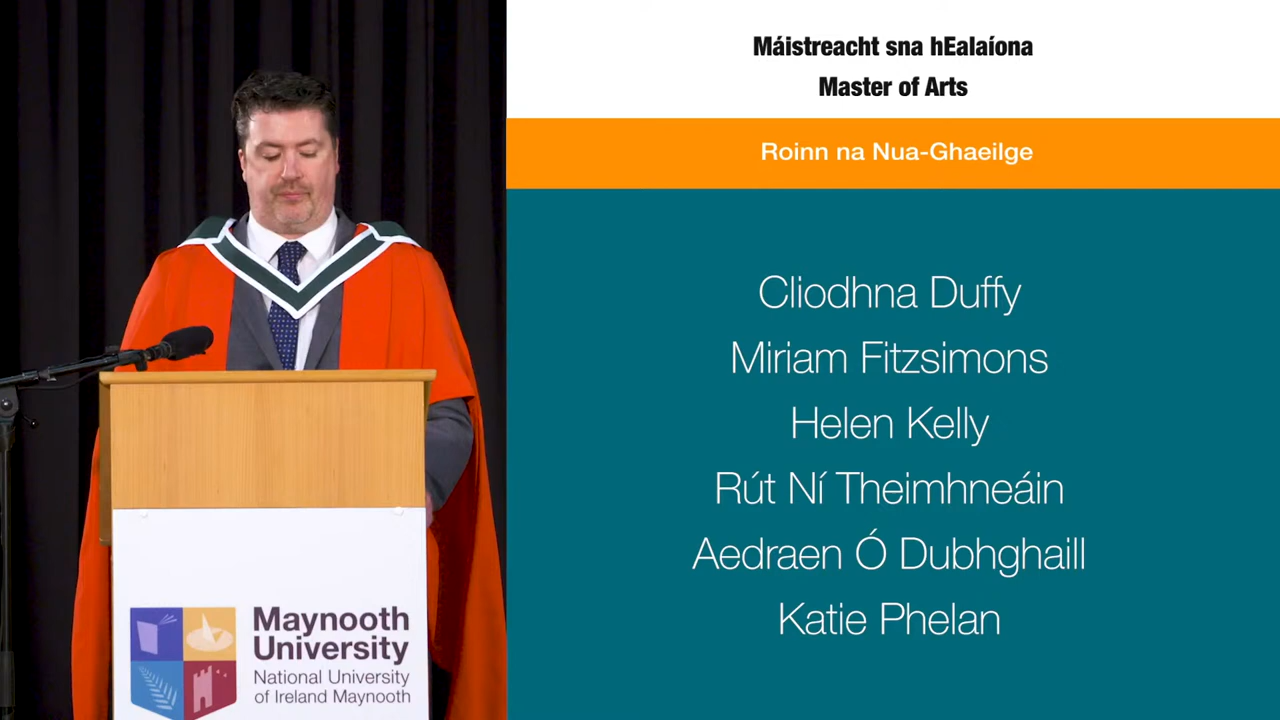 Máistreacht sna hEalaíona
Master of Arts
Roinn na Nua-Ghaeilge
Cliodhna Duffy
Miriam Fitzsimons
Helen Kelly
Rút Ní Theimhneáin
Aedraen Ó Dubhghaill
Katie Phelan
Maynooth
University
National University
of Ireland Maynooth